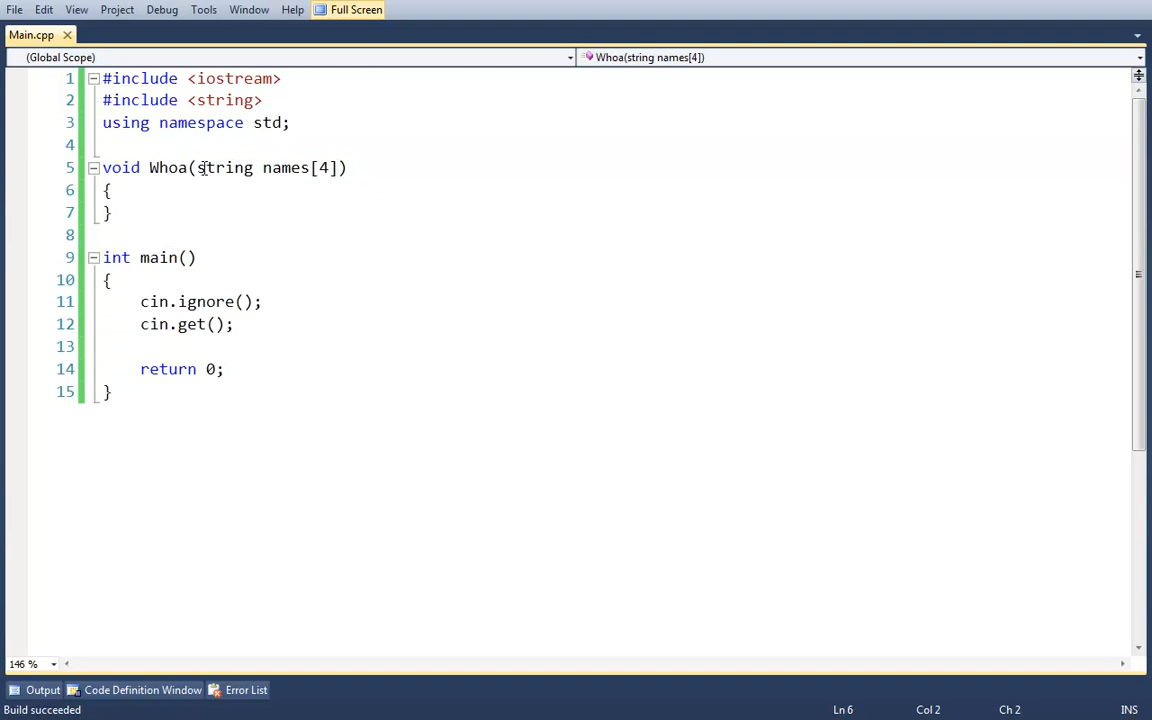 File Edit View Project Debug Tools Window Help Full Screen
Main.cpp
(Global Scope) Whoa(string names[4])
1 #include <iostream>
2 #include <string>
3 using namespace std;
4
5 void Whoa(string names[4])
6 {
7 }
8
9 int main()
10 {
11 cin.ignore();
12 cin.get();
13
14 return 0;
15 }
146 %
Output Code Definition Window Error List
Build succeeded Ln 6 Col 2 Ch 2 INS